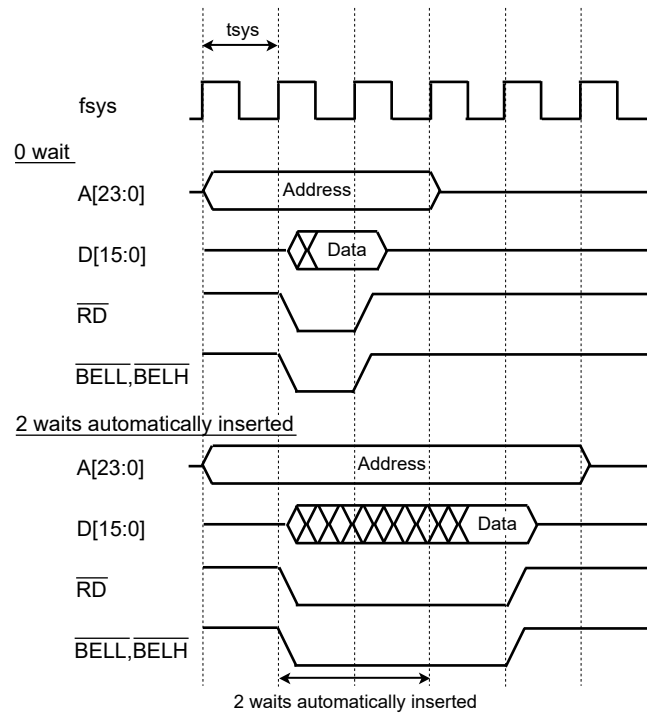 tsys
fsys
0 wait
A[23:0] Address
D[15:0] Data
RD
BELL,BELH
2 waits automatically inserted
A[23:0] Address
D[15:0] Data
RD
BELL,BELH
2 waits automatically inserted